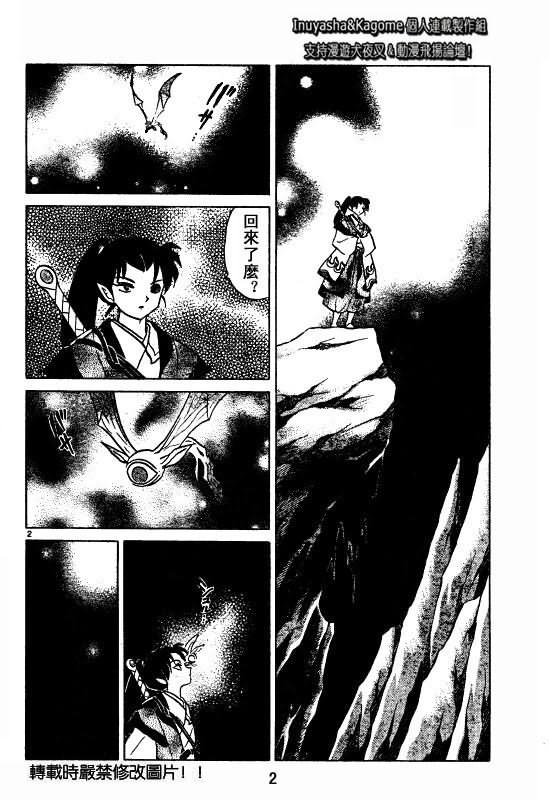 Inuyasha&Kagome 個人連載製作組
支持漫遊犬夜叉 & 動漫飛揚論壇!
回來了麽?
2
轉載時嚴禁修改圖片!!
2